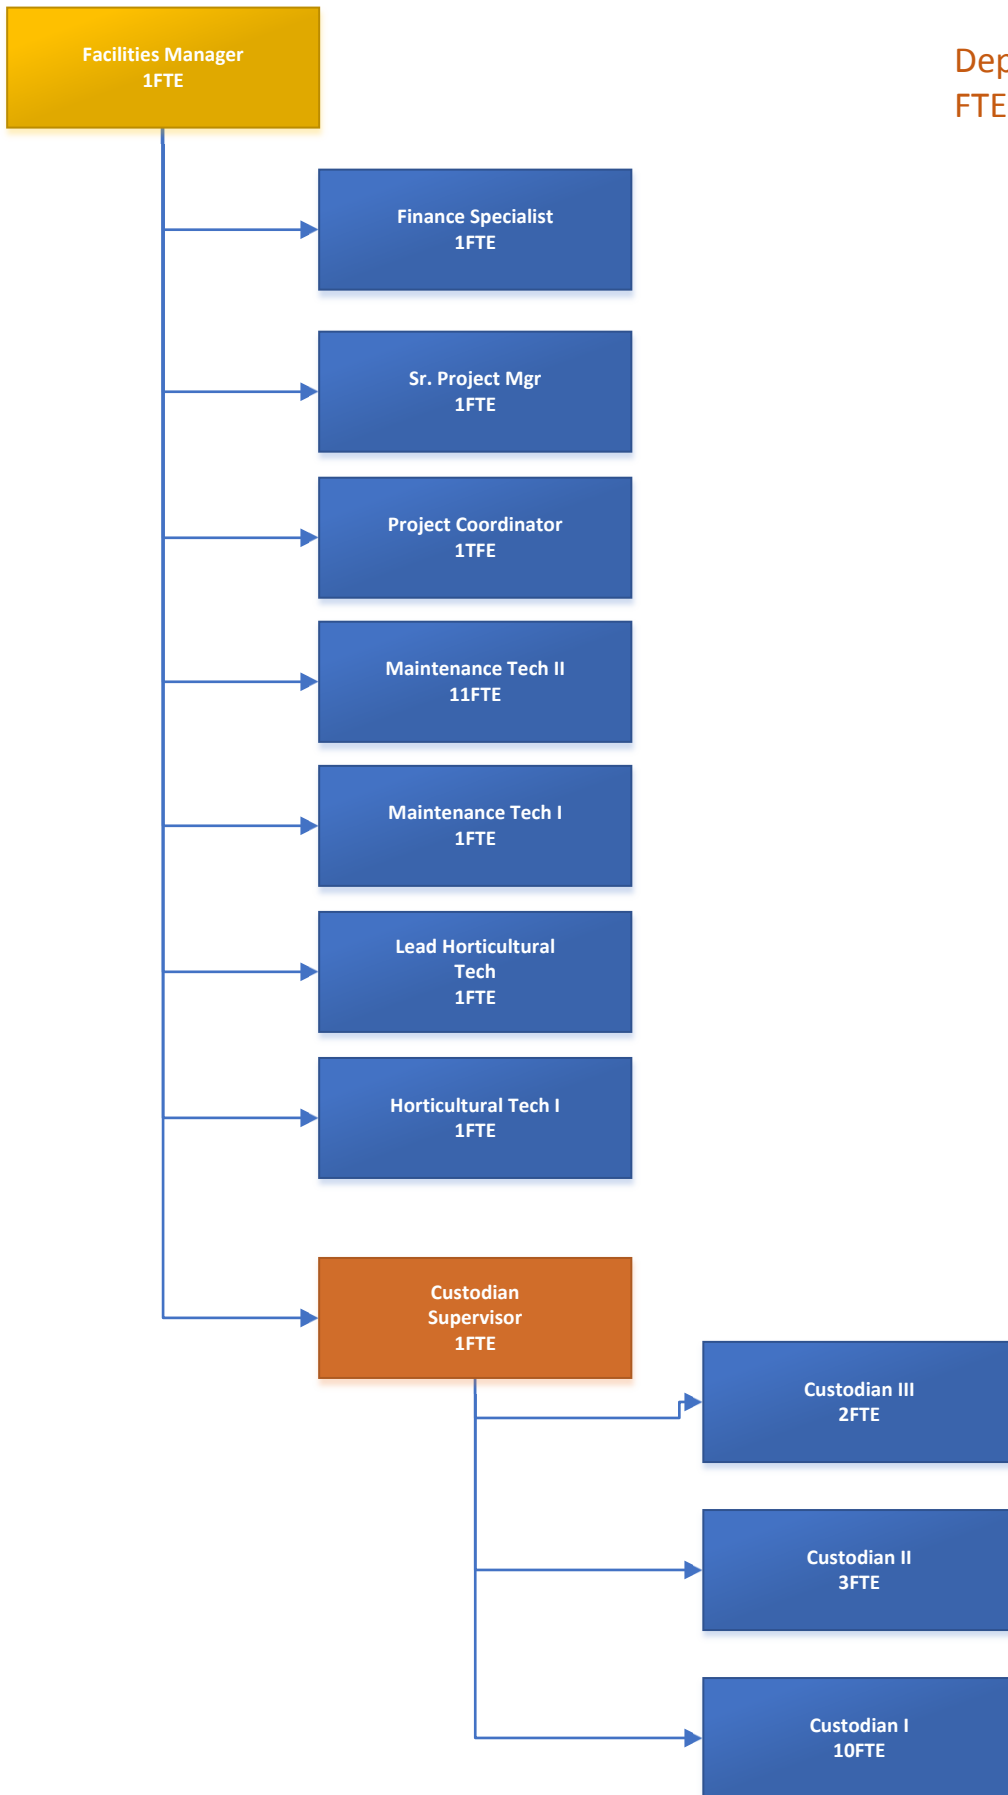 Facilities Manager
1FTE
FTE
Finance Specialist
1FTE
Sr. Project Mgr
1FTE
Project Coordinator
1TFE
Maintenance Tech II
11FTE
Maintenance Tech I
1FTE
Lead Horticultural
Tech
1FTE
Horticultural Tech I
1FTE
Custodian
Supervisor
1FTE
Custodian III
2FTE
Custodian II
3FTE
Custodian I
10FTE